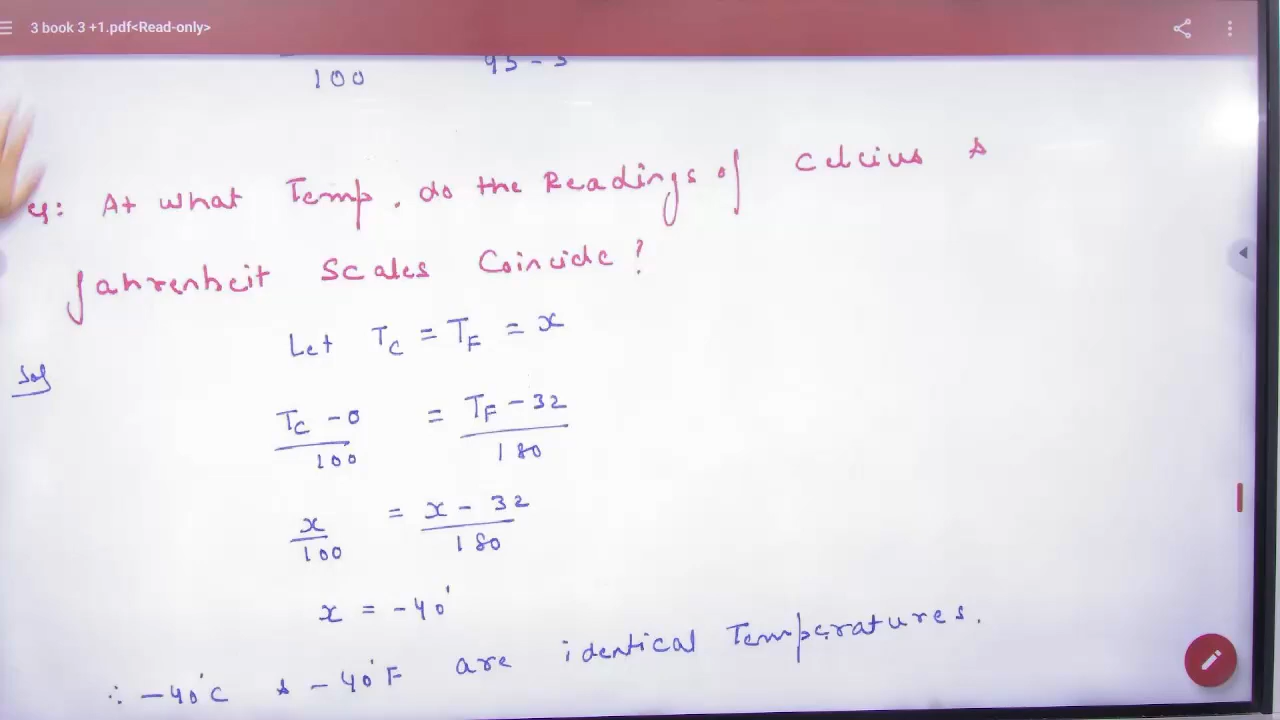 3 book 3 +1.pdf<Read-only>
100
Q: At what Temp. do the Readings of Celcius &
fahrenheit Scales Coincide?
Sol
Let T_C = T_F = x
T_C - 0 / 100 = T_F - 32 / 180
x / 100 = x - 32 / 180
x = -40°
∴ -40°C & -40°F are identical Temperatures.